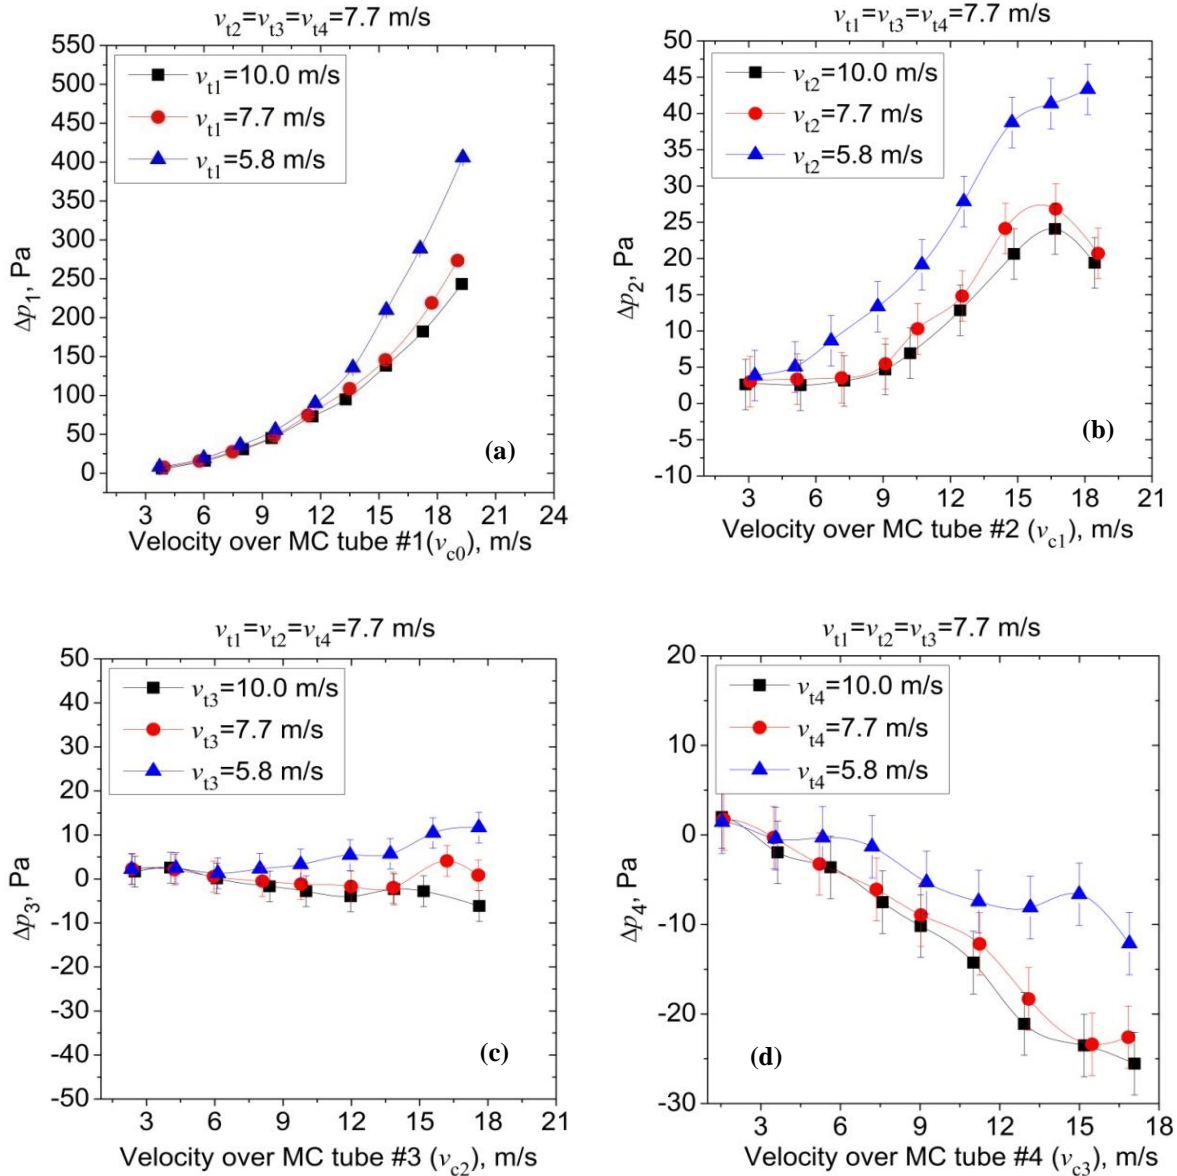 v_t2=v_t3=v_t4=7.7 m/s
550
500
450
400
350
300
250
200
150
100
50
0
Δp_1, Pa
v_t1=10.0 m/s
v_t1=7.7 m/s
v_t1=5.8 m/s
(a)
3 6 9 12 15 18 21 24
Velocity over MC tube #1(v_c0), m/s
v_t1=v_t3=v_t4=7.7 m/s
50
45
40
35
30
25
20
15
10
5
0
-5
-10
Δp_2, Pa
v_t2=10.0 m/s
v_t2=7.7 m/s
v_t2=5.8 m/s
(b)
3 6 9 12 15 18 21
Velocity over MC tube #2 (v_c1), m/s
v_t1=v_t2=v_t4=7.7 m/s
50
40
30
20
10
0
-10
-20
-30
-40
-50
Δp_3, Pa
v_t3=10.0 m/s
v_t3=7.7 m/s
v_t3=5.8 m/s
(c)
3 6 9 12 15 18 21
Velocity over MC tube #3 (v_c2), m/s
v_t1=v_t2=v_t3=7.7 m/s
20
10
0
-10
-20
-30
Δp_4, Pa
v_t4=10.0 m/s
v_t4=7.7 m/s
v_t4=5.8 m/s
(d)
3 6 9 12 15 18
Velocity over MC tube #4 (v_c3), m/s